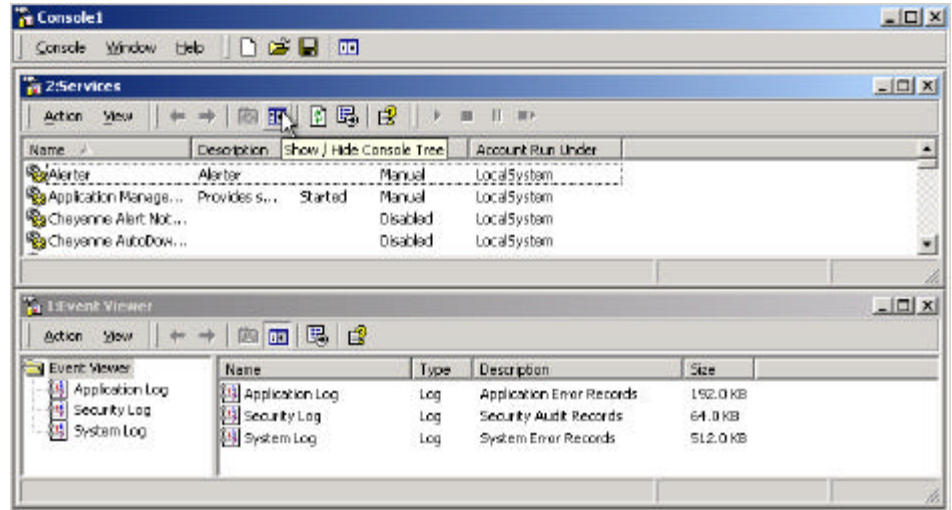 Console1
Console Window Help
2:Services
Action View
Name Description Show / Hide Console Tree Account Run Under
Alerter Alerter Manual LocalSystem
Application Manage... Provides s... Started Manual LocalSystem
Cheyenne Alert Not... Disabled LocalSystem
Cheyenne AutoDow... Disabled LocalSystem
1:Event Viewer
Action View
Event Viewer Name Type Description Size
Application Log Application Log Log Application Error Records 192.0 KB
Security Log Security Log Log Security Audit Records 64.0 KB
System Log System Log Log System Error Records 512.0 KB